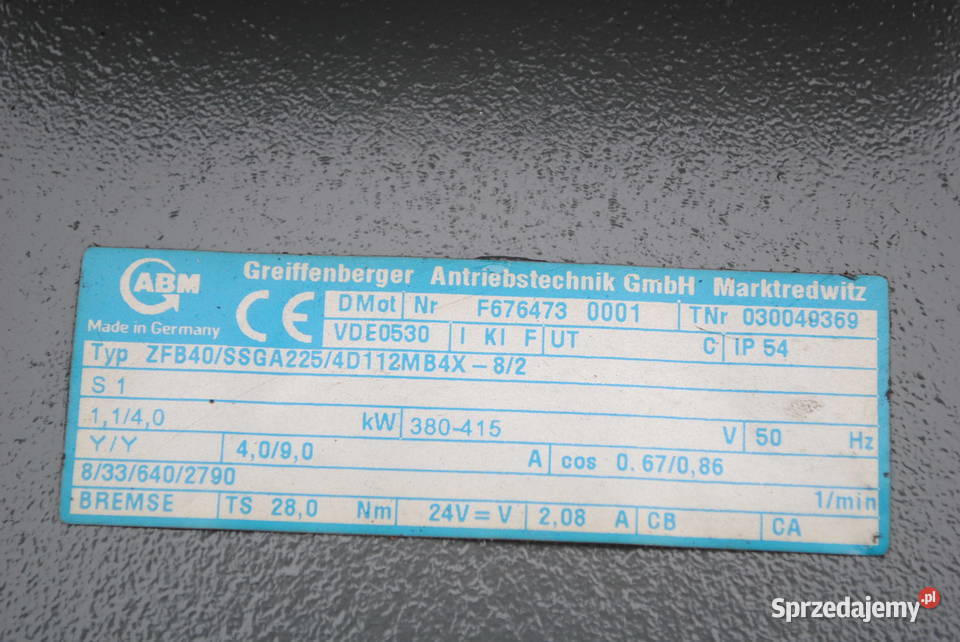 ABM
Made in Germany
Greiffenberger Antriebstechnik GmbH Marktredwitz
CE DMot Nr F676473 0001 TNr 030049369
VDE0530 I KI F UT C IP 54
Typ ZFB40/SSGA225/4D112MB4X-8/2
S 1
1,1/4,0 kW 380-415 V 50 Hz
Y/Y 4,0/9,0 A cos 0.67/0,86
8/33/640/2790 1/min
BREMSE TS 28,0 Nm 24V=V 2,08 A CB CA
Sprzedajemy.pl